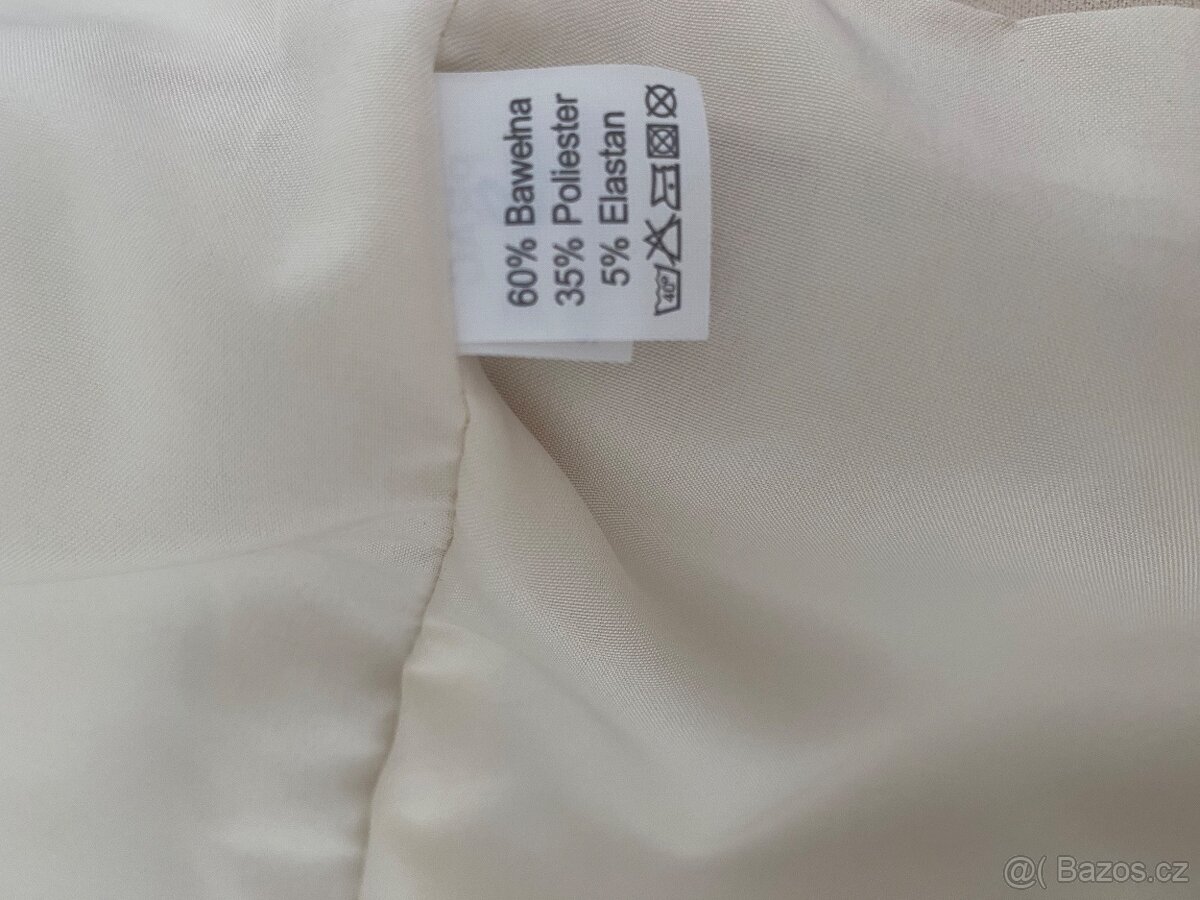 60% Bawełna
35% Poliester
5% Elastan
40°
@( Bazos.cz